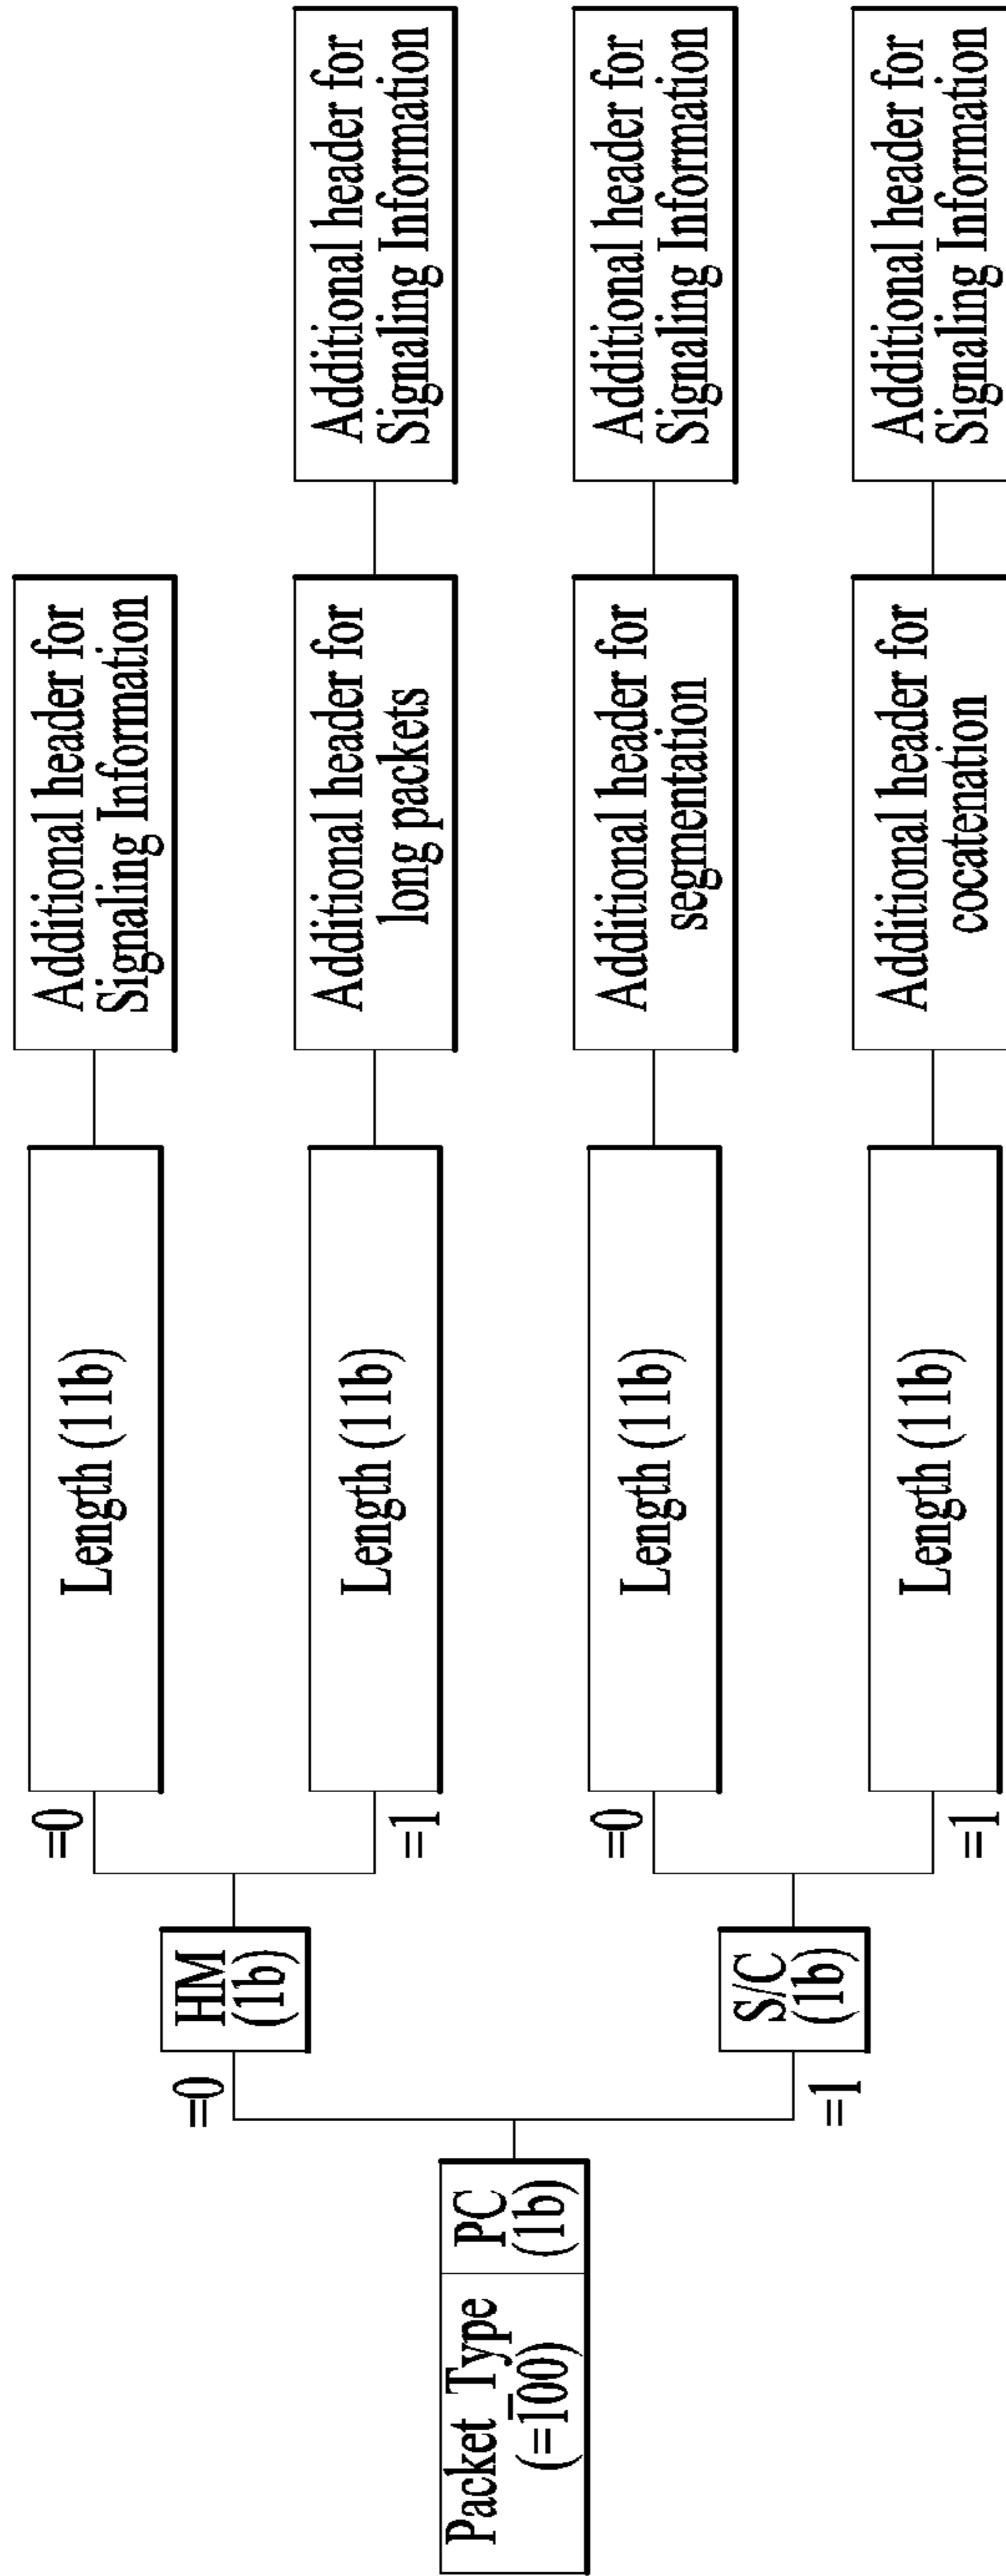 Packet_Type
(=100)
PC
(1b)
=0
HM
(1b)
=0
Length (11b)
Additional header for
Signaling Information
=1
Length (11b)
Additional header for
long packets
Additional header for
Signaling Information
=1
S/C
(1b)
=0
Length (11b)
Additional header for
segmentation
Additional header for
Signaling Information
=1
Length (11b)
Additional header for
cocatenation
Additional header for
Signaling Information